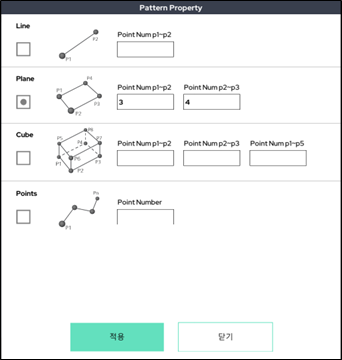 Pattern Property
Line
P1
P2
Point Num p1-p2
Plane
P1
P2
P3
P4
Point Num p1-p2
3
Point Num p2-p3
4
Cube
P5
P8
P7
P4
P6
P1
P2
P3
Point Num p1-p2
Point Num p2-p3
Point Num p1-p5
Points
P1
Pn
Point Number
적용
닫기